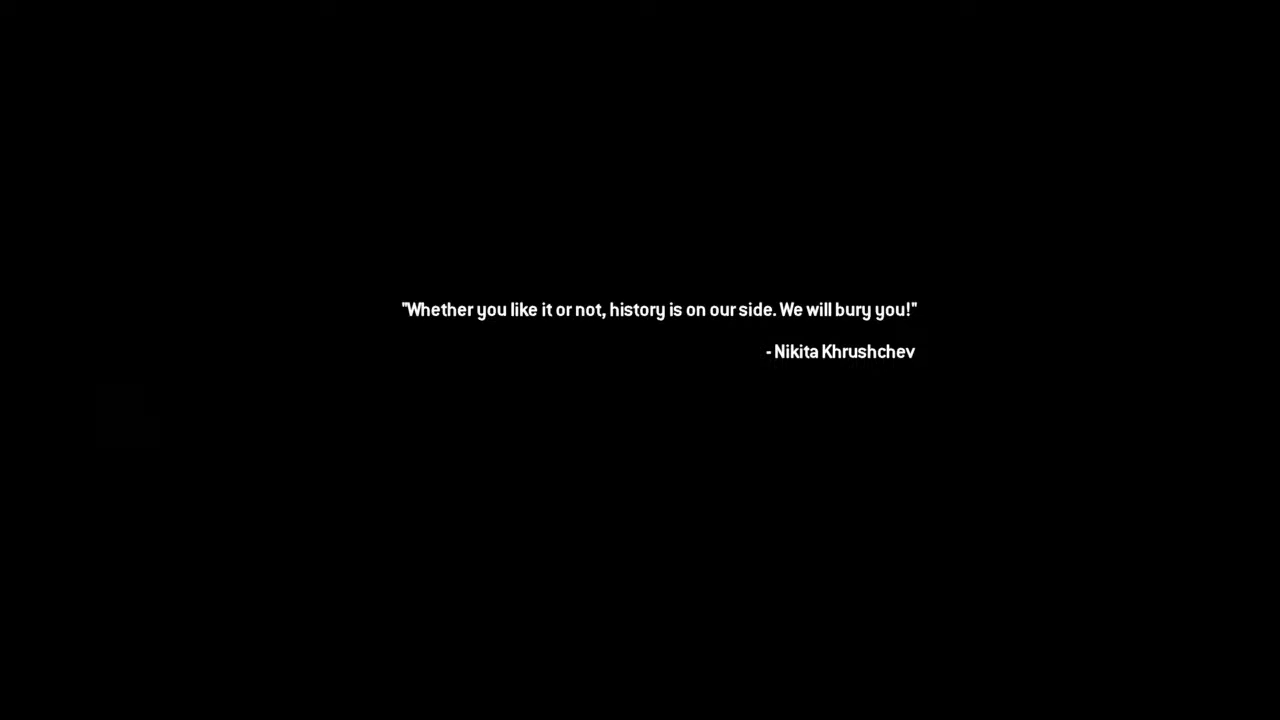 "Whether you like it or not, history is on our side. We will bury you!"
- Nikita Khrushchev